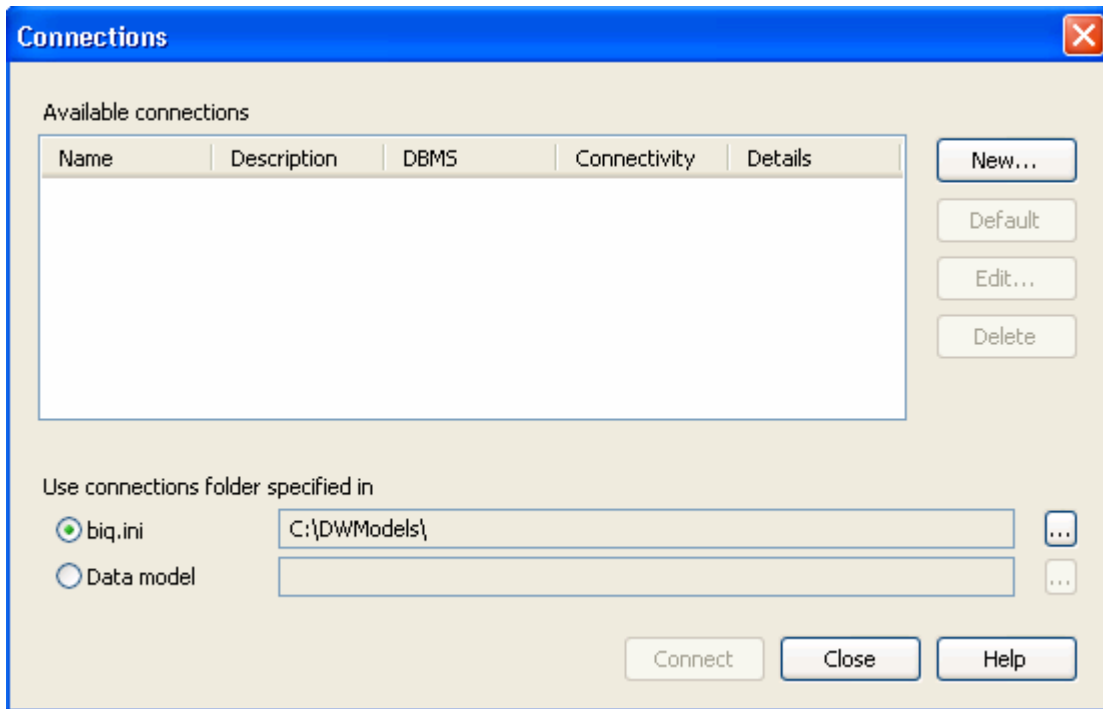 Connections
Available connections
Name Description DBMS Connectivity Details
New...
Default
Edit...
Delete
Use connections folder specified in
biq.ini C:\DWModels\ ...
Data model ...
Connect Close Help